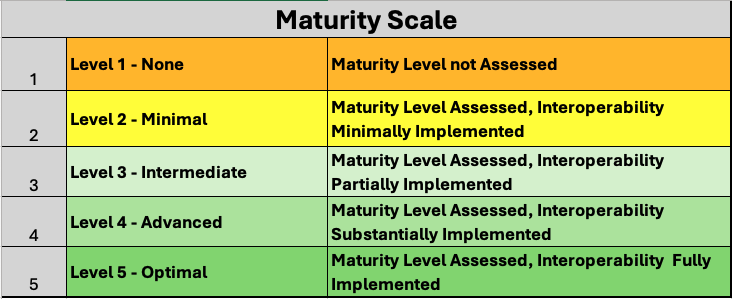 Maturity Scale
1
Level 1 - None
Maturity Level not Assessed
2
Level 2 - Minimal
Maturity Level Assessed, Interoperability
Minimally Implemented
3
Level 3 - Intermediate
Maturity Level Assessed, Interoperability
Partially Implemented
4
Level 4 - Advanced
Maturity Level Assessed, Interoperability
Substantially Implemented
5
Level 5 - Optimal
Maturity Level Assessed, Interoperability  Fully
Implemented